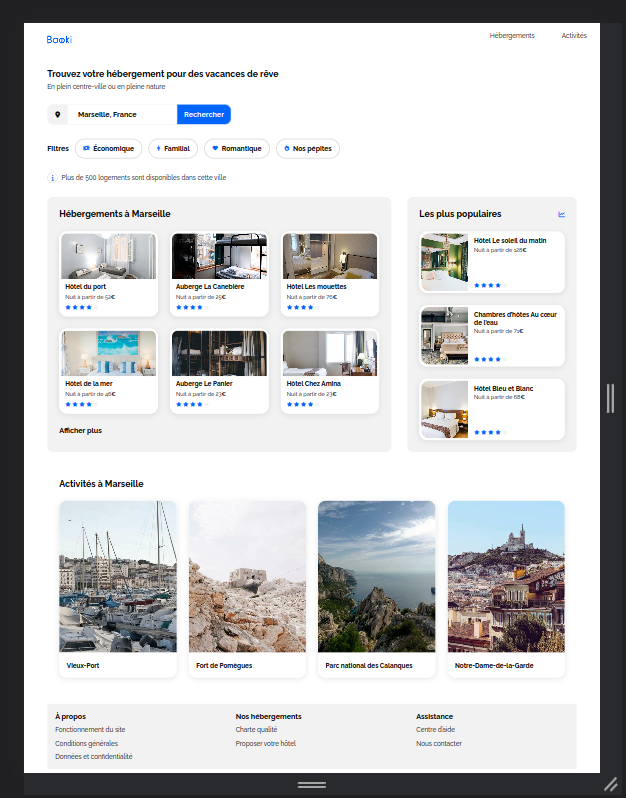 Booki
Hébergements
Activités
Trouvez votre hébergement pour des vacances de rêve
En plein centre-ville ou en pleine nature
Marseille, France
Rechercher
Filtres
Économique
Familial
Romantique
Nos pépites
Plus de 500 logements sont disponibles dans cette ville
Hébergements à Marseille
Hôtel du port
Nuit à partir de 52€
Auberge La Canebière
Nuit à partir de 25€
Hôtel Les mouettes
Nuit à partir de 76€
Hôtel de la mer
Nuit à partir de 46€
Auberge Le Panier
Nuit à partir de 23€
Hôtel Chez Amina
Nuit à partir de 23€
Afficher plus
Les plus populaires
Hôtel Le soleil du matin
Nuit à partir de 128€
Chambres d'hôtes Au cœur
de l'eau
Nuit à partir de 71€
Hôtel Bleu et Blanc
Nuit à partir de 68€
Activités à Marseille
Vieux-Port
Fort de Pomègues
Parc national des Calanques
Notre-Dame-de-la-Garde
À propos
Fonctionnement du site
Conditions générales
Données et confidentialité
Nos hébergements
Charte qualité
Proposer votre hôtel
Assistance
Centre d'aide
Nous contacter